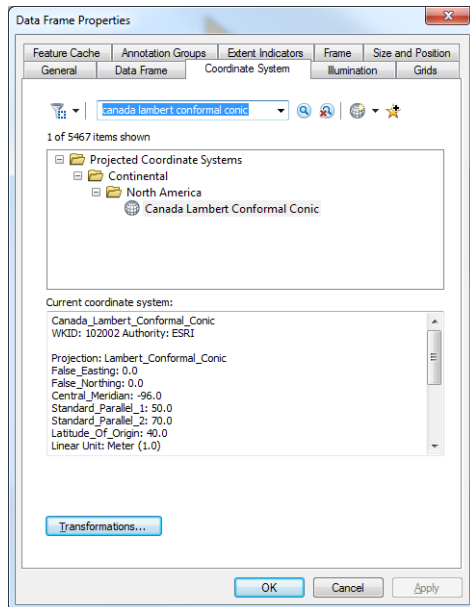 Data Frame Properties
Feature Cache Annotation Groups Extent Indicators Frame Size and Position
General Data Frame Coordinate System Illumination Grids
canada lambert conformal conic
1 of 5467 items shown
Projected Coordinate Systems
Continental
North America
Canada Lambert Conformal Conic
Current coordinate system:
Canada_Lambert_Conformal_Conic
WKID: 102002 Authority: ESRI
Projection: Lambert_Conformal_Conic
False_Easting: 0.0
False_Northing: 0.0
Central_Meridian: -96.0
Standard_Parallel_1: 50.0
Standard_Parallel_2: 70.0
Latitude_Of_Origin: 40.0
Linear Unit: Meter (1.0)
Transformations...
OK Cancel Apply